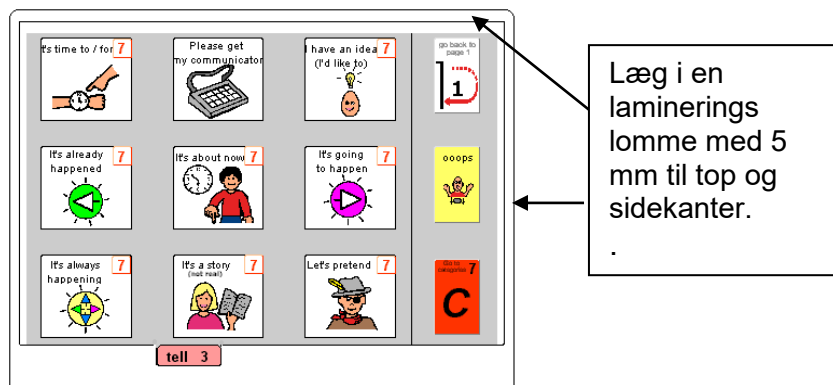 It's time to / for 7
Please get
my communicator
I have an idea 7
(I'd like to)
go back to
page 1
1
It's already 7
happened
It's about now 7
It's going 7
to happen
ooops
It's always 7
happening
It's a story 7
(not real)
Let's pretend 7
Go to
categories 7
C
tell 3
Læg i en
laminerings
lomme med 5
mm til top og
sidekanter.
.